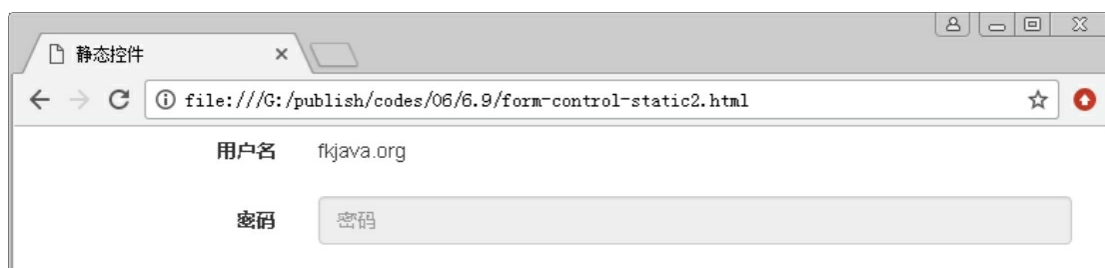 静态控件
file:///G:/publish/codes/06/6.9/form-control-static2.html
用户名 fkjava.org
密码 密码